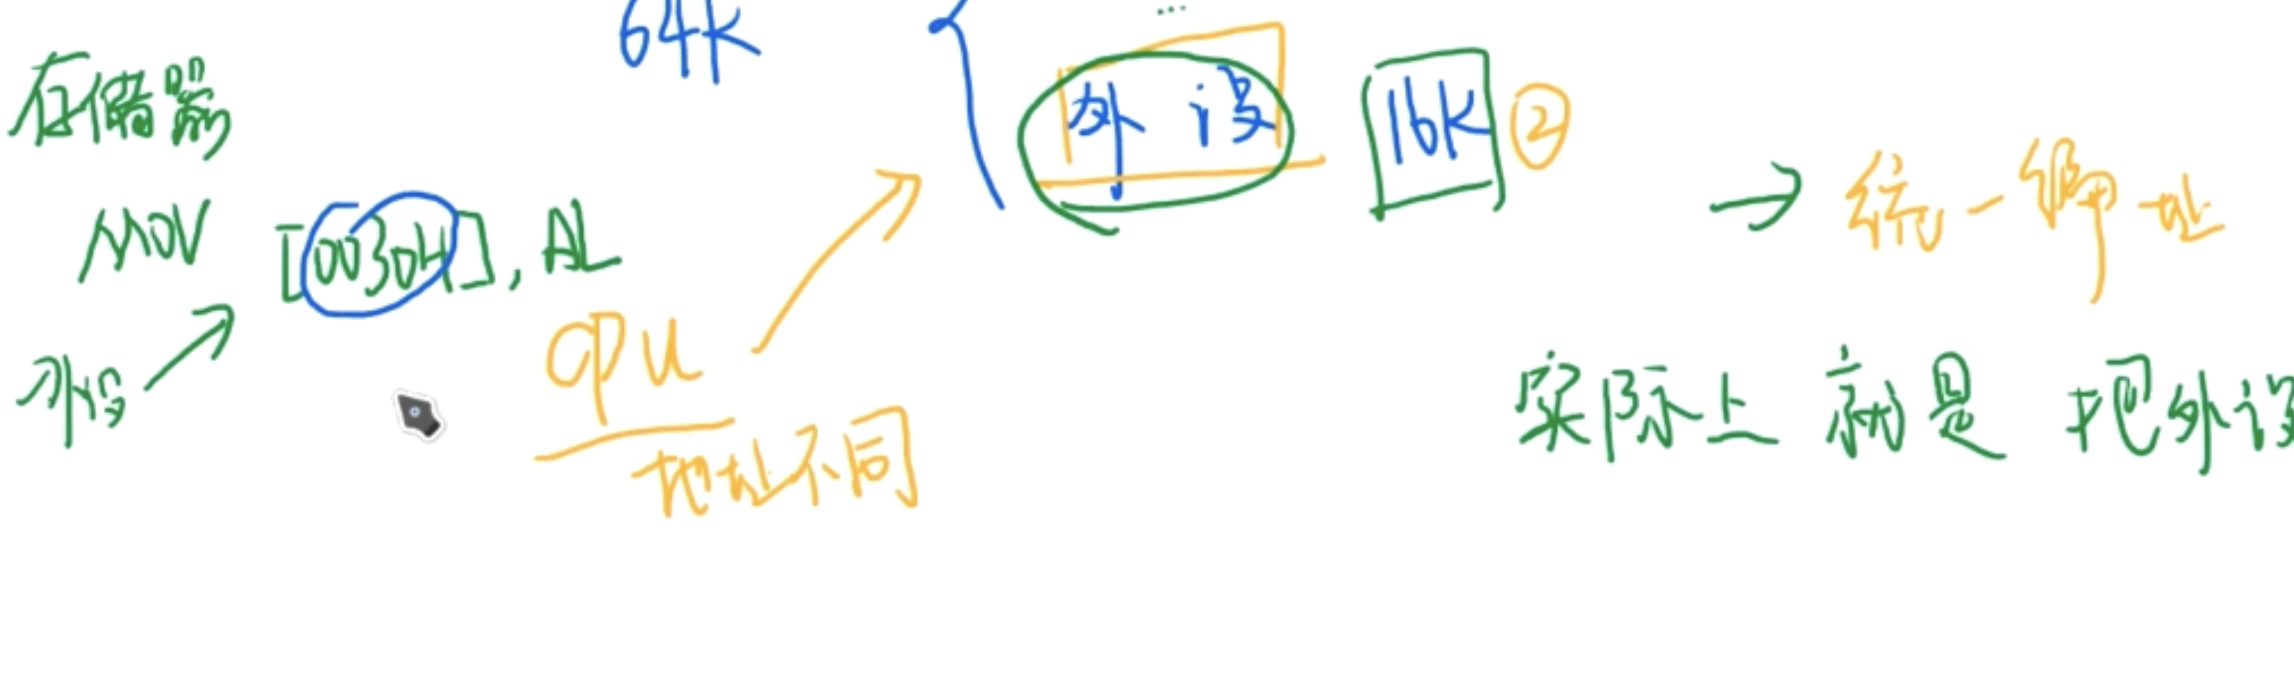 64K
...
存储器
外设 16K ②
MOV [0030H], AL
→ 统一编址
外设
CPU
地址不同
实际上就是把外设